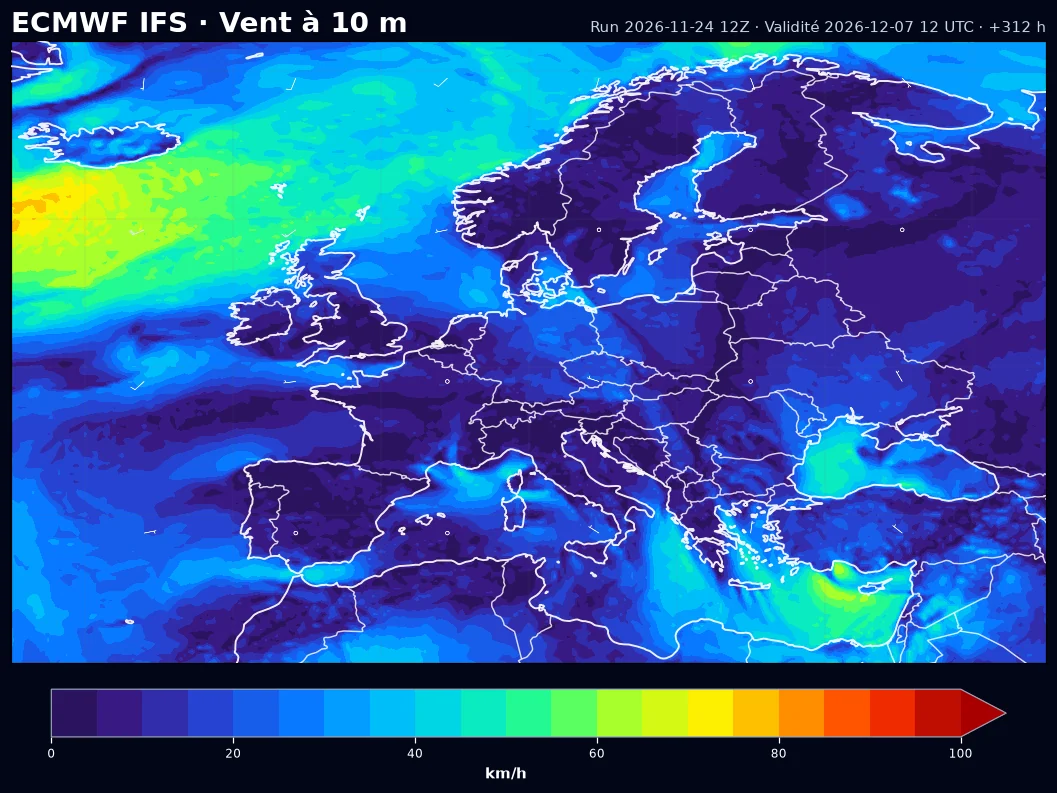 ECMWF IFS · Vent à 10 m
Run 2026-11-24 12Z · Validité 2026-12-07 12 UTC · +312 h
0 20 40 60 80 100
km/h